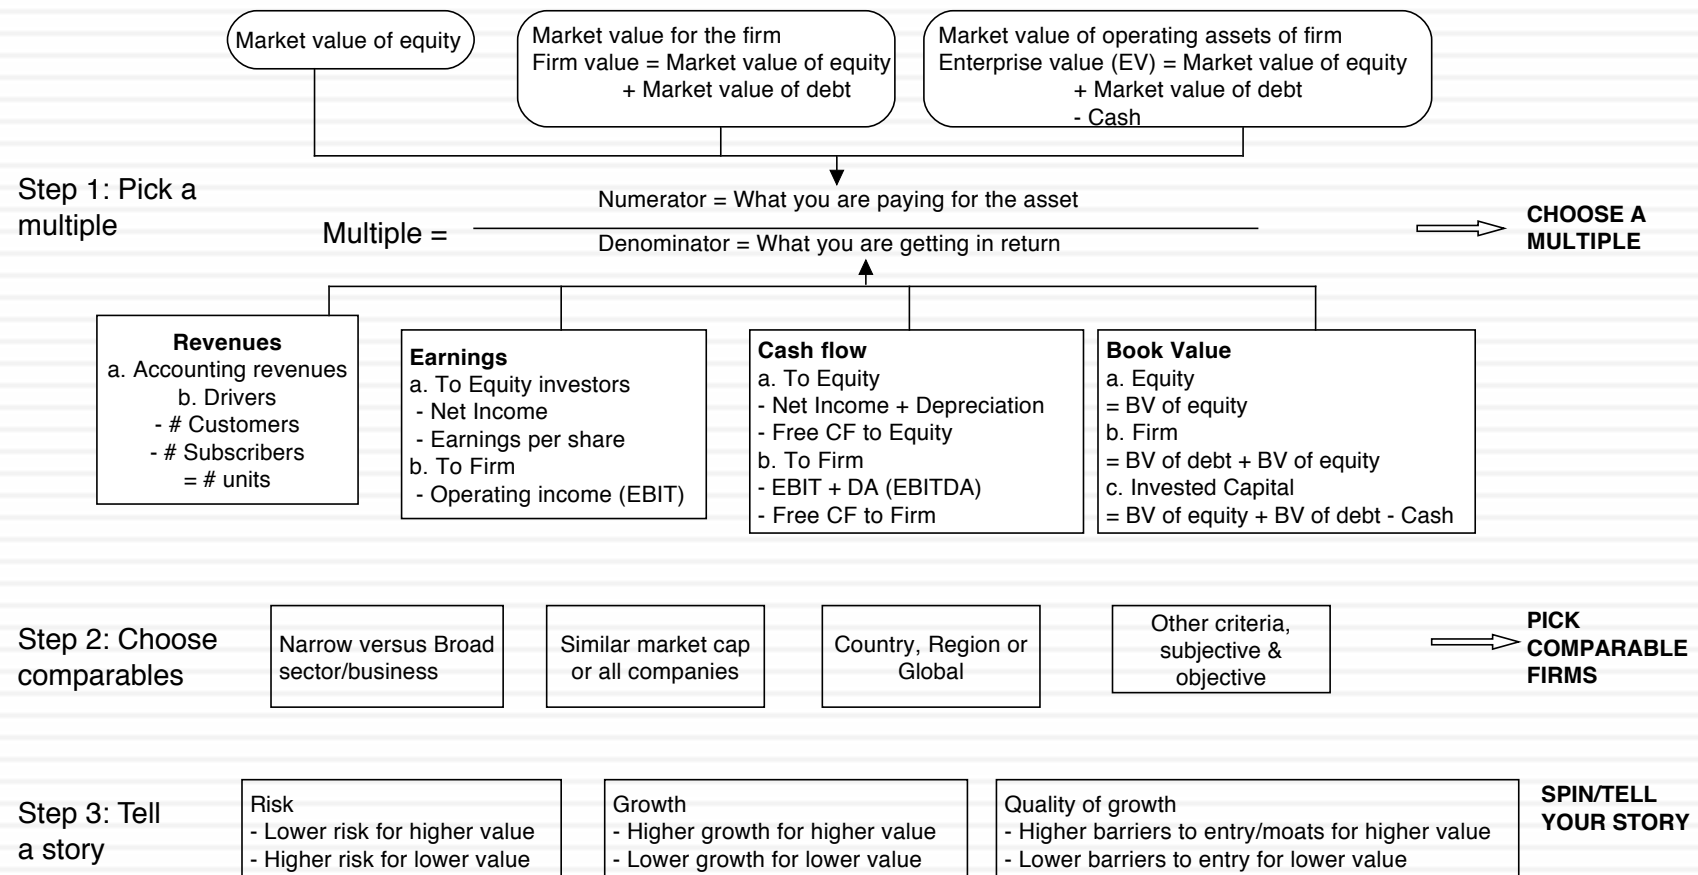 Market value of equity
Market value for the firm
Firm value = Market value of equity
+ Market value of debt
Market value of operating assets of firm
Enterprise value (EV) = Market value of equity
+ Market value of debt
- Cash
Step 1: Pick a
multiple
Multiple =
Numerator = What you are paying for the asset
Denominator = What you are getting in return
CHOOSE A
MULTIPLE
Revenues
a. Accounting revenues
b. Drivers
- # Customers
- # Subscribers
= # units
Earnings
a. To Equity investors
- Net Income
- Earnings per share
b. To Firm
- Operating income (EBIT)
Cash flow
a. To Equity
- Net Income + Depreciation
- Free CF to Equity
b. To Firm
- EBIT + DA (EBITDA)
- Free CF to Firm
Book Value
a. Equity
= BV of equity
b. Firm
= BV of debt + BV of equity
c. Invested Capital
= BV of equity + BV of debt - Cash
Step 2: Choose
comparables
Narrow versus Broad
sector/business
Similar market cap
or all companies
Country, Region or
Global
Other criteria,
subjective &
objective
PICK
COMPARABLE
FIRMS
Step 3: Tell
a story
Risk
- Lower risk for higher value
- Higher risk for lower value
Growth
- Higher growth for higher value
- Lower growth for lower value
Quality of growth
- Higher barriers to entry/moats for higher value
- Lower barriers to entry for lower value
SPIN/TELL
YOUR STORY